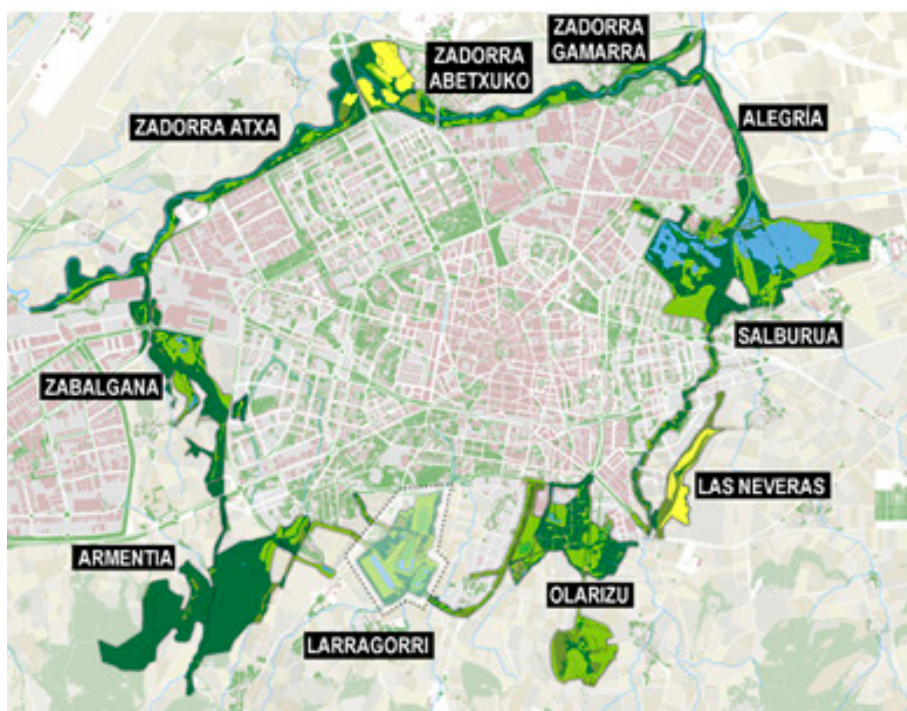 ZADORRA
GAMARRA
ZADORRA
ABETXUKO
ZADORRA ATXA
ALEGRÍA
SALBURUA
ZABALGANA
LAS NEVERAS
ARMENTIA
OLARIZU
LARRAGORRI